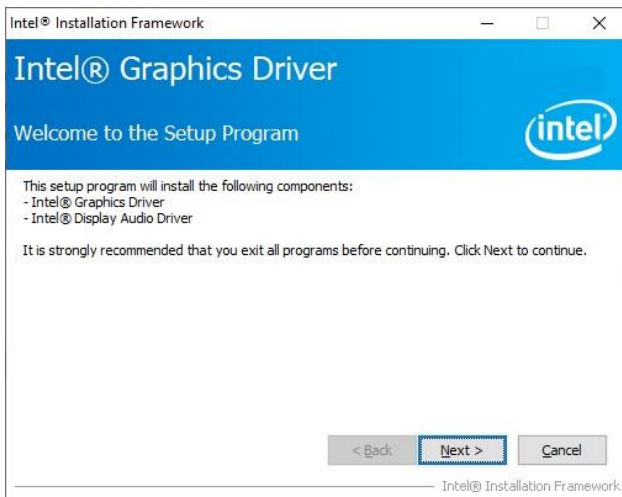 Intel® Installation Framework
Intel® Graphics Driver
Welcome to the Setup Program
intel
This setup program will install the following components:
- Intel® Graphics Driver
- Intel® Display Audio Driver
It is strongly recommended that you exit all programs before continuing. Click Next to continue.
< Back Next > Cancel
Intel® Installation Framework